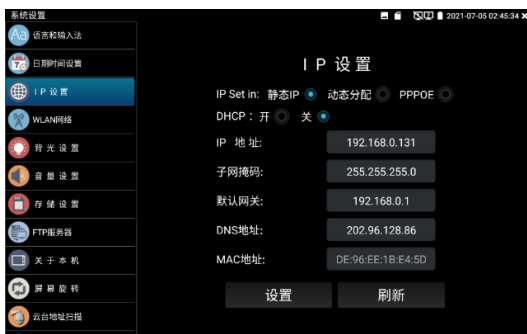 系统设置
2021-07-05 02:45:34
语言和输入法
日期时间设置
IP 设置
WLAN网络
背光设置
音量设置
存储设置
FTP服务器
关于本机
屏幕旋转
云台地址扫描
IP 设置
IP Set in: 静态IP 动态分配 PPPOE
DHCP: 开 关
IP 地址: 192.168.0.131
子网掩码: 255.255.255.0
默认网关: 192.168.0.1
DNS地址: 202.96.128.86
MAC地址: DE:96:EE:1B:E4:5D
设置 刷新